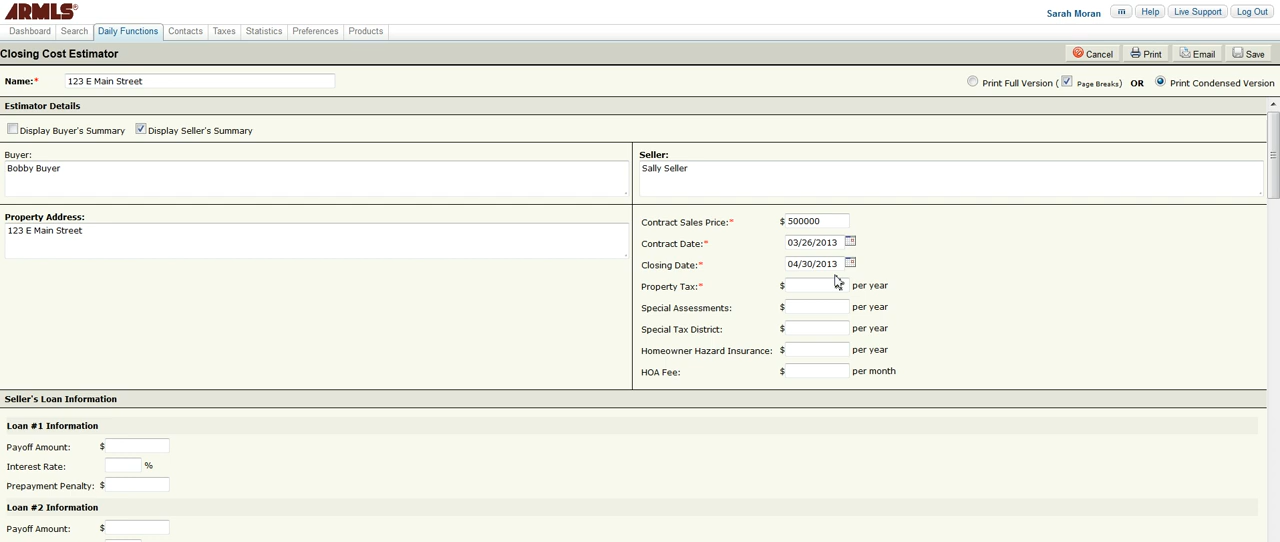 ARMLS
Sarah Moran Help Live Support Log Out
Dashboard Search Daily Functions Contacts Taxes Statistics Preferences Products
Closing Cost Estimator Cancel Print Email Save
Name:* 123 E Main Street Print Full Version ( Page Breaks) OR Print Condensed Version
Estimator Details
Display Buyer's Summary Display Seller's Summary
Buyer: Seller:
Bobby Buyer Sally Seller
Property Address:
123 E Main Street
Contract Sales Price:* $ 500000
Contract Date:* 03/26/2013
Closing Date:* 04/30/2013
Property Tax:* $ per year
Special Assessments: $ per year
Special Tax District: $ per year
Homeowner Hazard Insurance: $ per year
HOA Fee: $ per month
Seller's Loan Information
Loan #1 Information
Payoff Amount: $
Interest Rate: %
Prepayment Penalty: $
Loan #2 Information
Payoff Amount: $